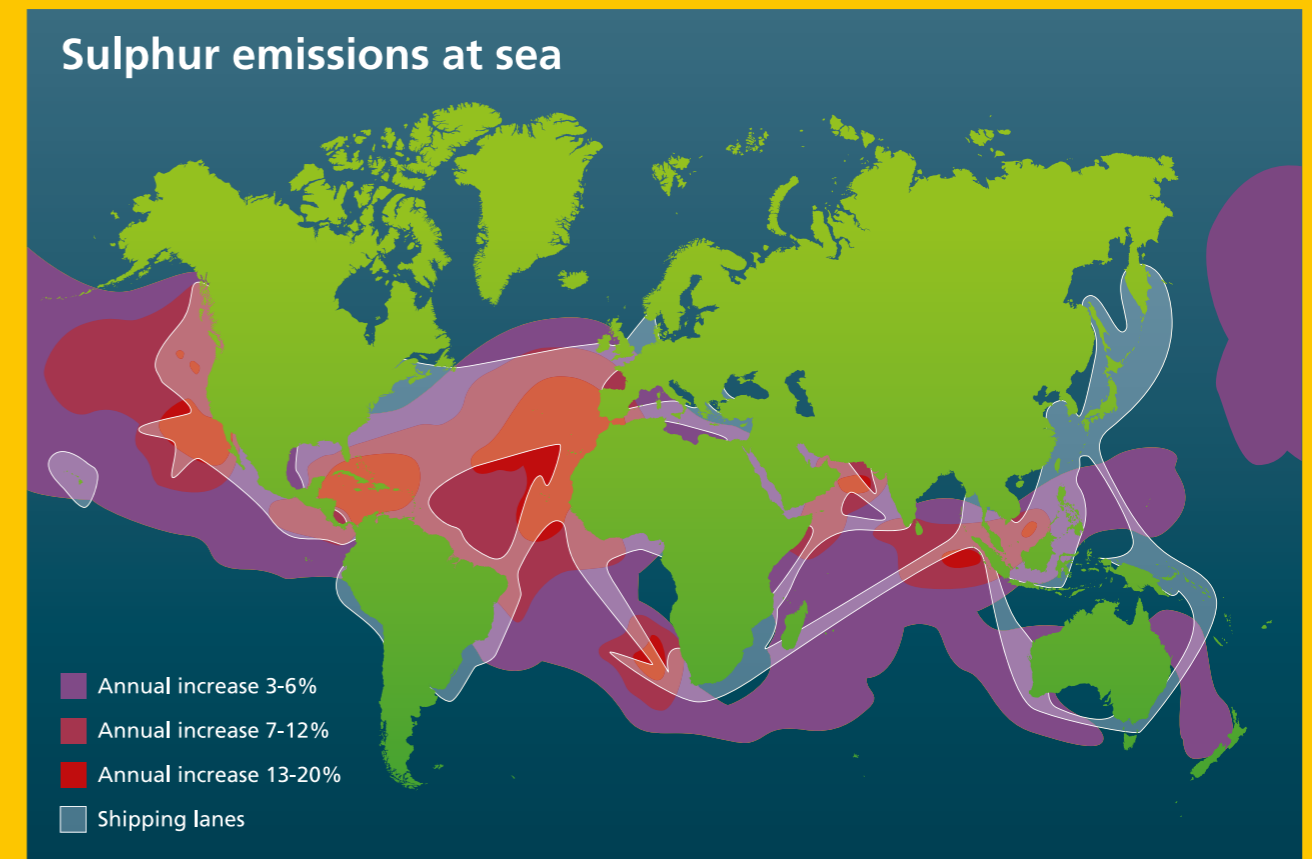 Sulphur emissions at sea
Annual increase 3-6%
Annual increase 7-12%
Annual increase 13-20%
Shipping lanes